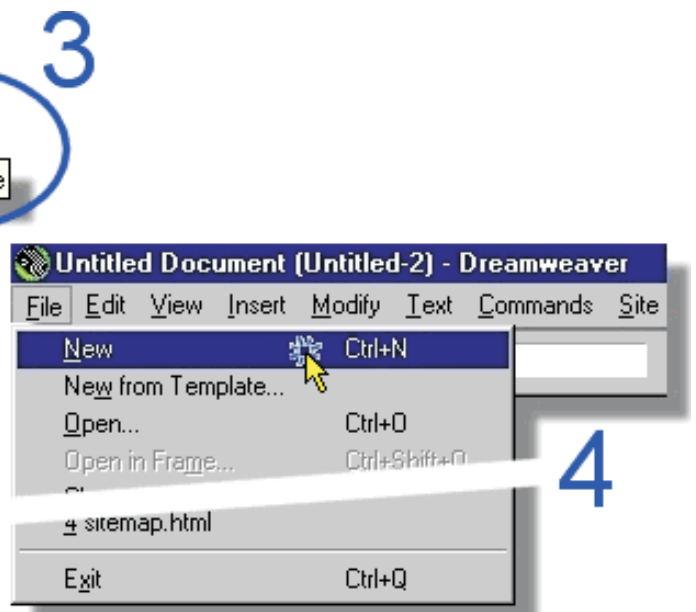 3
Untitled Document (Untitled-2) - Dreamweaver
File Edit View Insert Modify Text Commands Site
New Ctrl+N
New from Template...
Open... Ctrl+O
Open in Frame... Ctrl+Shift+O
4
4 sitemap.html
Exit Ctrl+Q